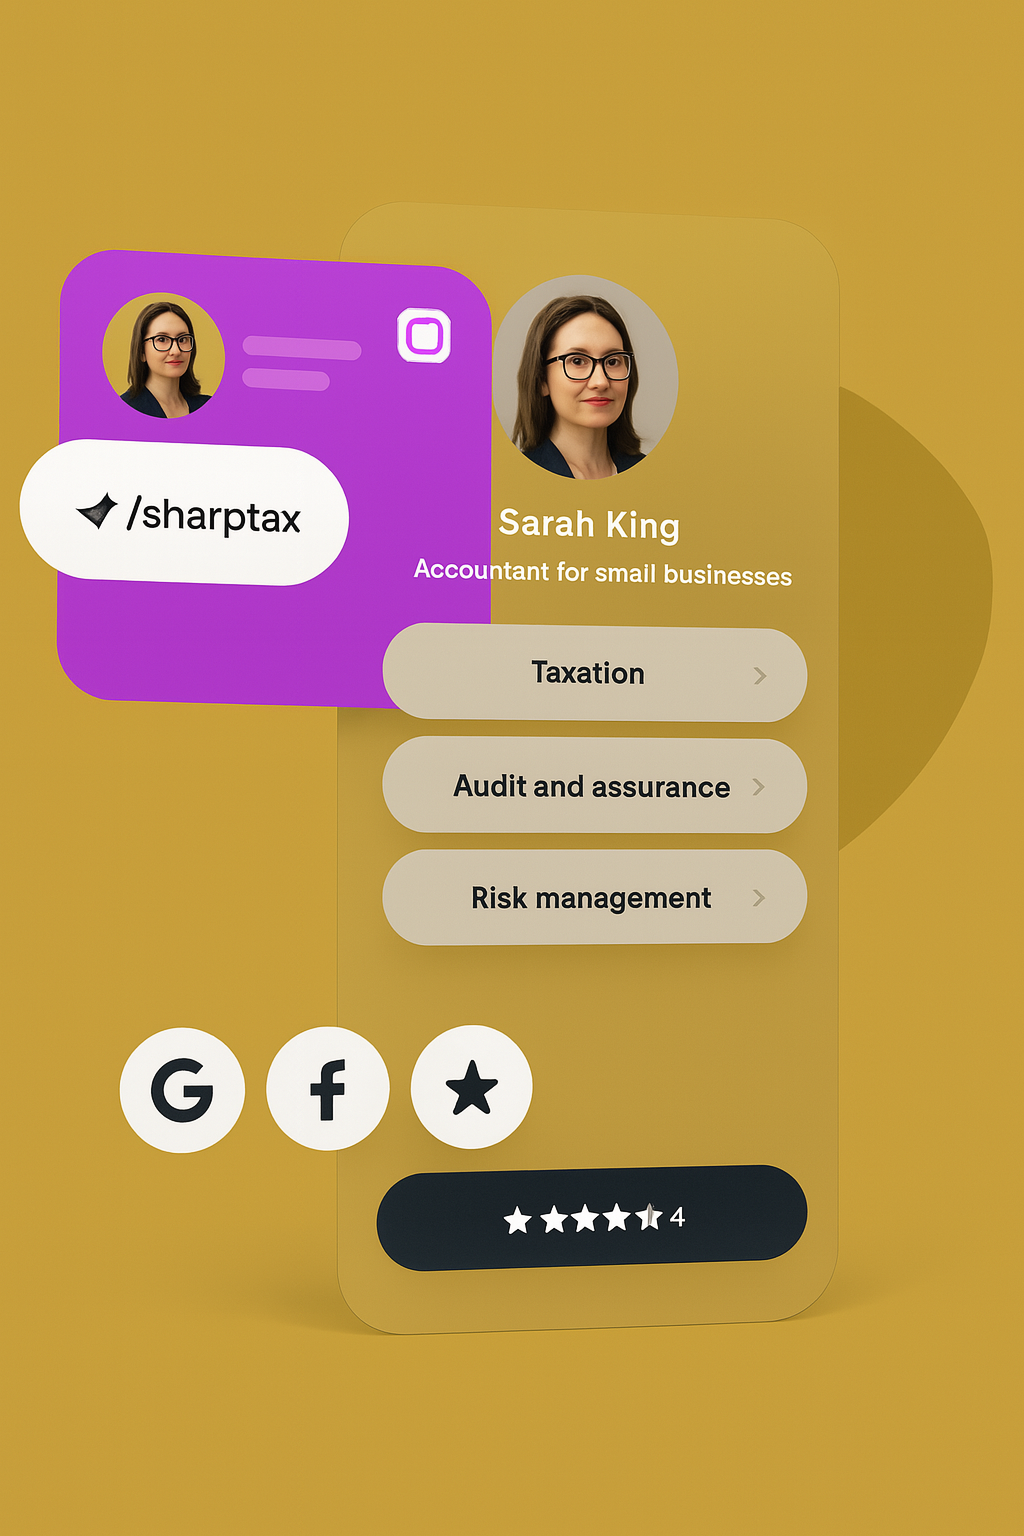 /sharptax
Sarah King
Accountant for smail businesses
Taxation
Audit and assurance
Risk management
G f
4